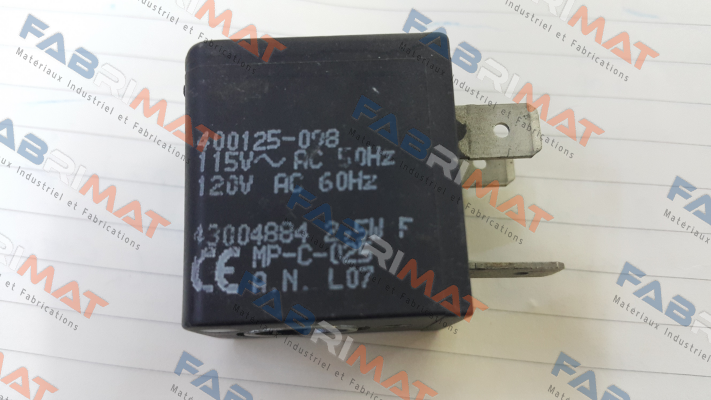 400125-098
115V~ AC 50Hz
120V AC 60Hz
43004884 2.5W F
CE MP-C-025
A.N. L07
FABRIMAT
Matériaux Industriel et Fabrications